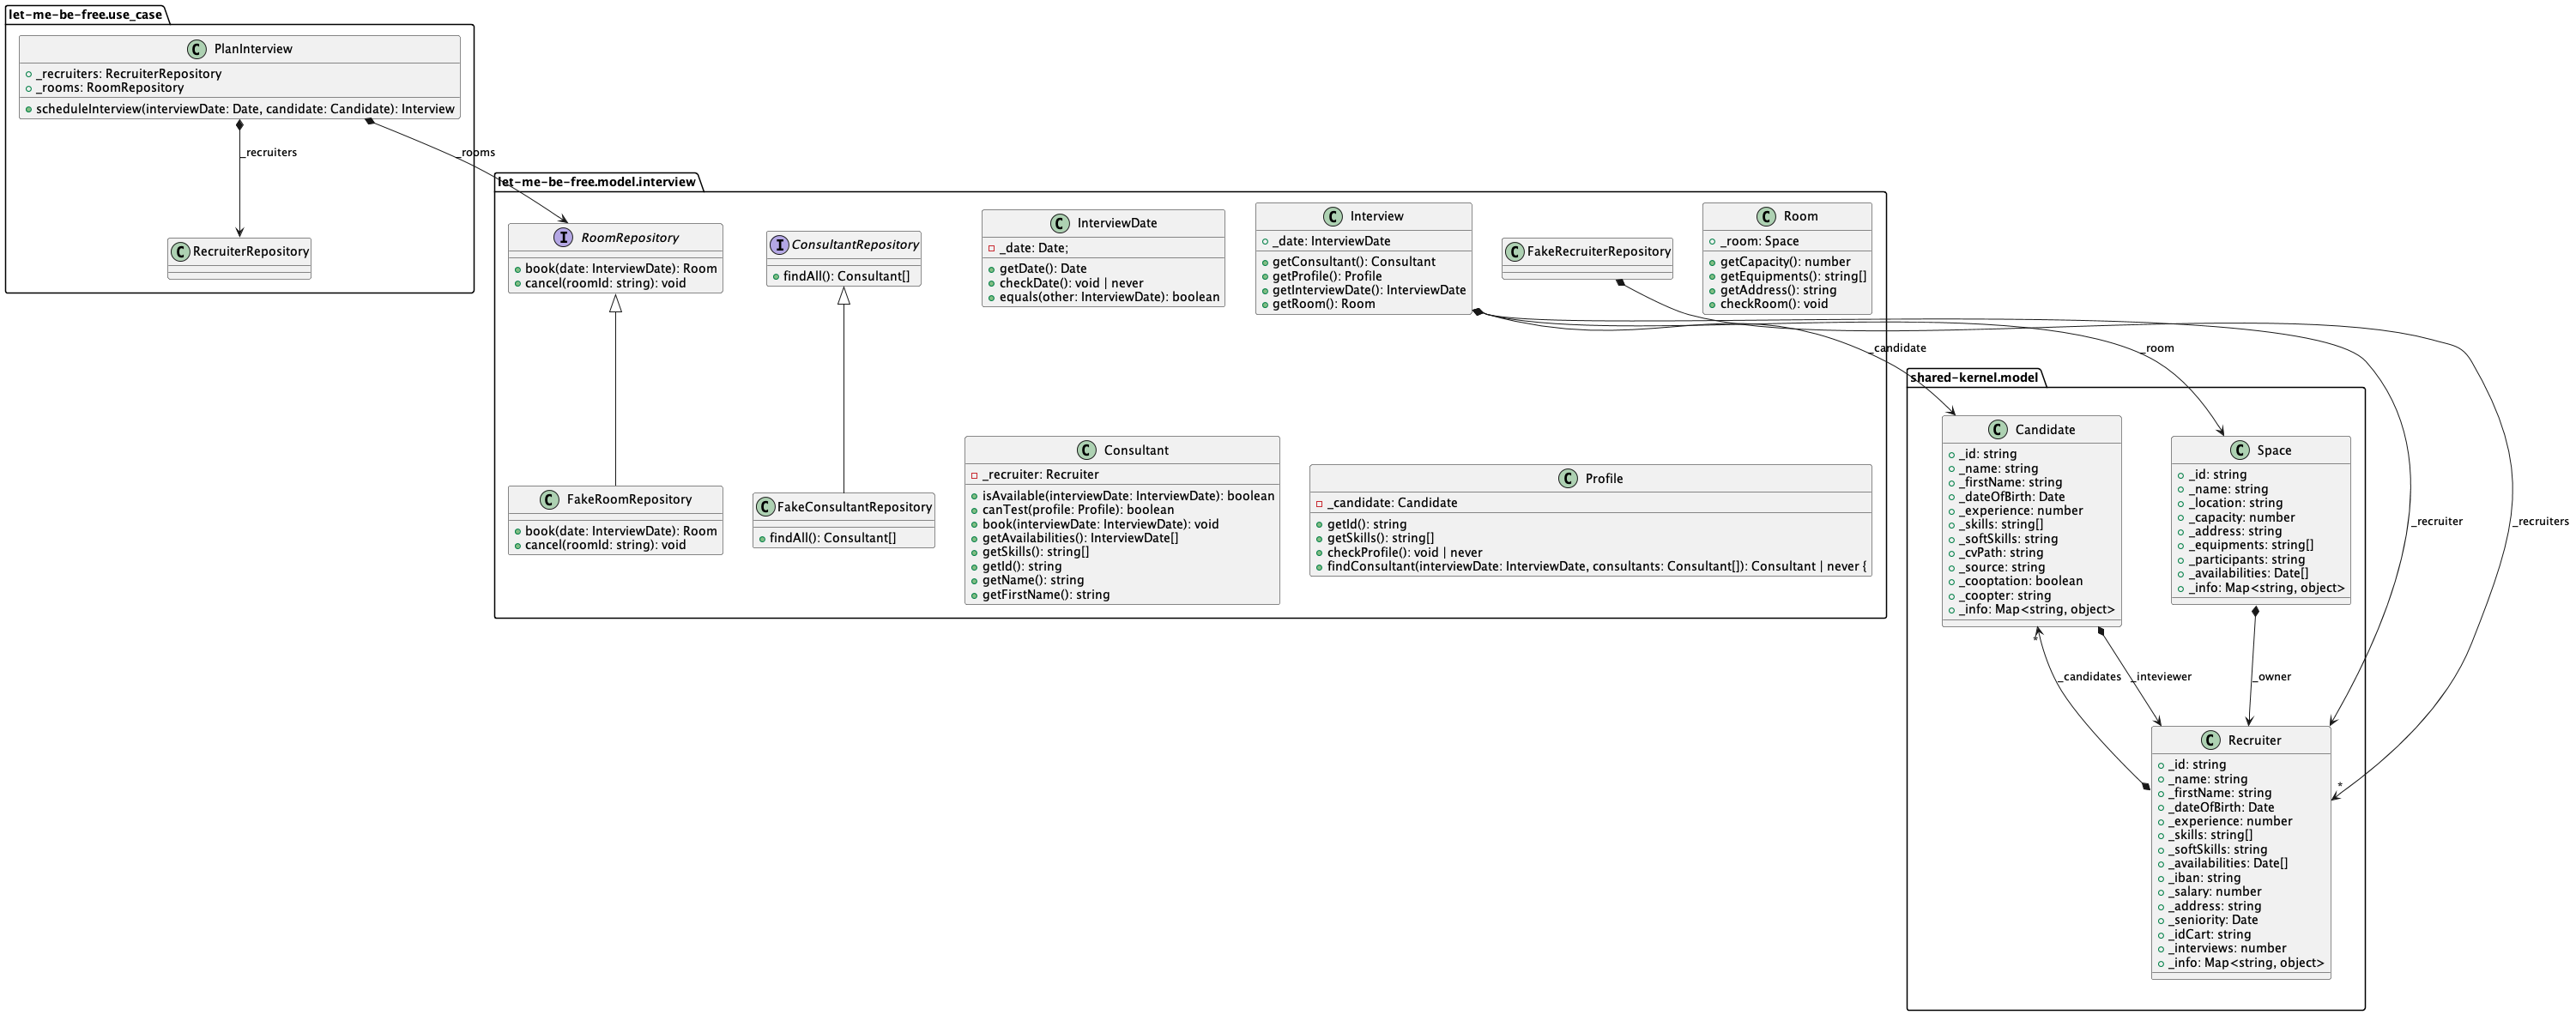 let-me-be-free.use_case
C PlanInterview
_recruiters: RecruiterRepository
_rooms: RoomRepository
scheduleInterview(interviewDate: Date, candidate: Candidate): Interview
_recruiters
_rooms
C RecruiterRepository
let-me-be-free.model.interview
I RoomRepository
book(date: InterviewDate): Room
cancel(roomId: string): void
I ConsultantRepository
findAll(): Consultant[]
C InterviewDate
_date: Date;
getDate(): Date
checkDate(): void | never
equals(other: InterviewDate): boolean
C Interview
_date: InterviewDate
getConsultant(): Consultant
getProfile(): Profile
getInterviewDate(): InterviewDate
getRoom(): Room
C FakeRecruiterRepository
C Room
_room: Space
getCapacity(): number
getEquipments(): string[]
getAddress(): string
checkRoom(): void
_candidate
_room
_recruiter
_recruiters
C FakeRoomRepository
book(date: InterviewDate): Room
cancel(roomId: string): void
C FakeConsultantRepository
findAll(): Consultant[]
C Consultant
_recruiter: Recruiter
isAvailable(interviewDate: InterviewDate): boolean
canTest(profile: Profile): boolean
book(interviewDate: InterviewDate): void
getAvailabilities(): InterviewDate[]
getSkills(): string[]
getId(): string
getName(): string
getFirstName(): string
C Profile
_candidate: Candidate
getId(): string
getSkills(): string[]
checkProfile(): void | never
findConsultant(interviewDate: InterviewDate, consultants: Consultant[]): Consultant | never {
shared-kernel.model
C Candidate
_id: string
_name: string
_firstName: string
_dateOfBirth: Date
_experience: number
_skills: string[]
_softSkills: string
_cvPath: string
_source: string
_cooptation: boolean
_coopter: string
_info: Map<string, object>
C Space
_id: string
_name: string
_location: string
_capacity: number
_address: string
_equipments: string[]
_participants: string
_availabilities: Date[]
_info: Map<string, object>
*
_candidates
_inteviewer
_owner
*
C Recruiter
_id: string
_name: string
_firstName: string
_dateOfBirth: Date
_experience: number
_skills: string[]
_softSkills: string
_availabilities: Date[]
_iban: string
_salary: number
_address: string
_seniority: Date
_idCart: string
_interviews: number
_info: Map<string, object>